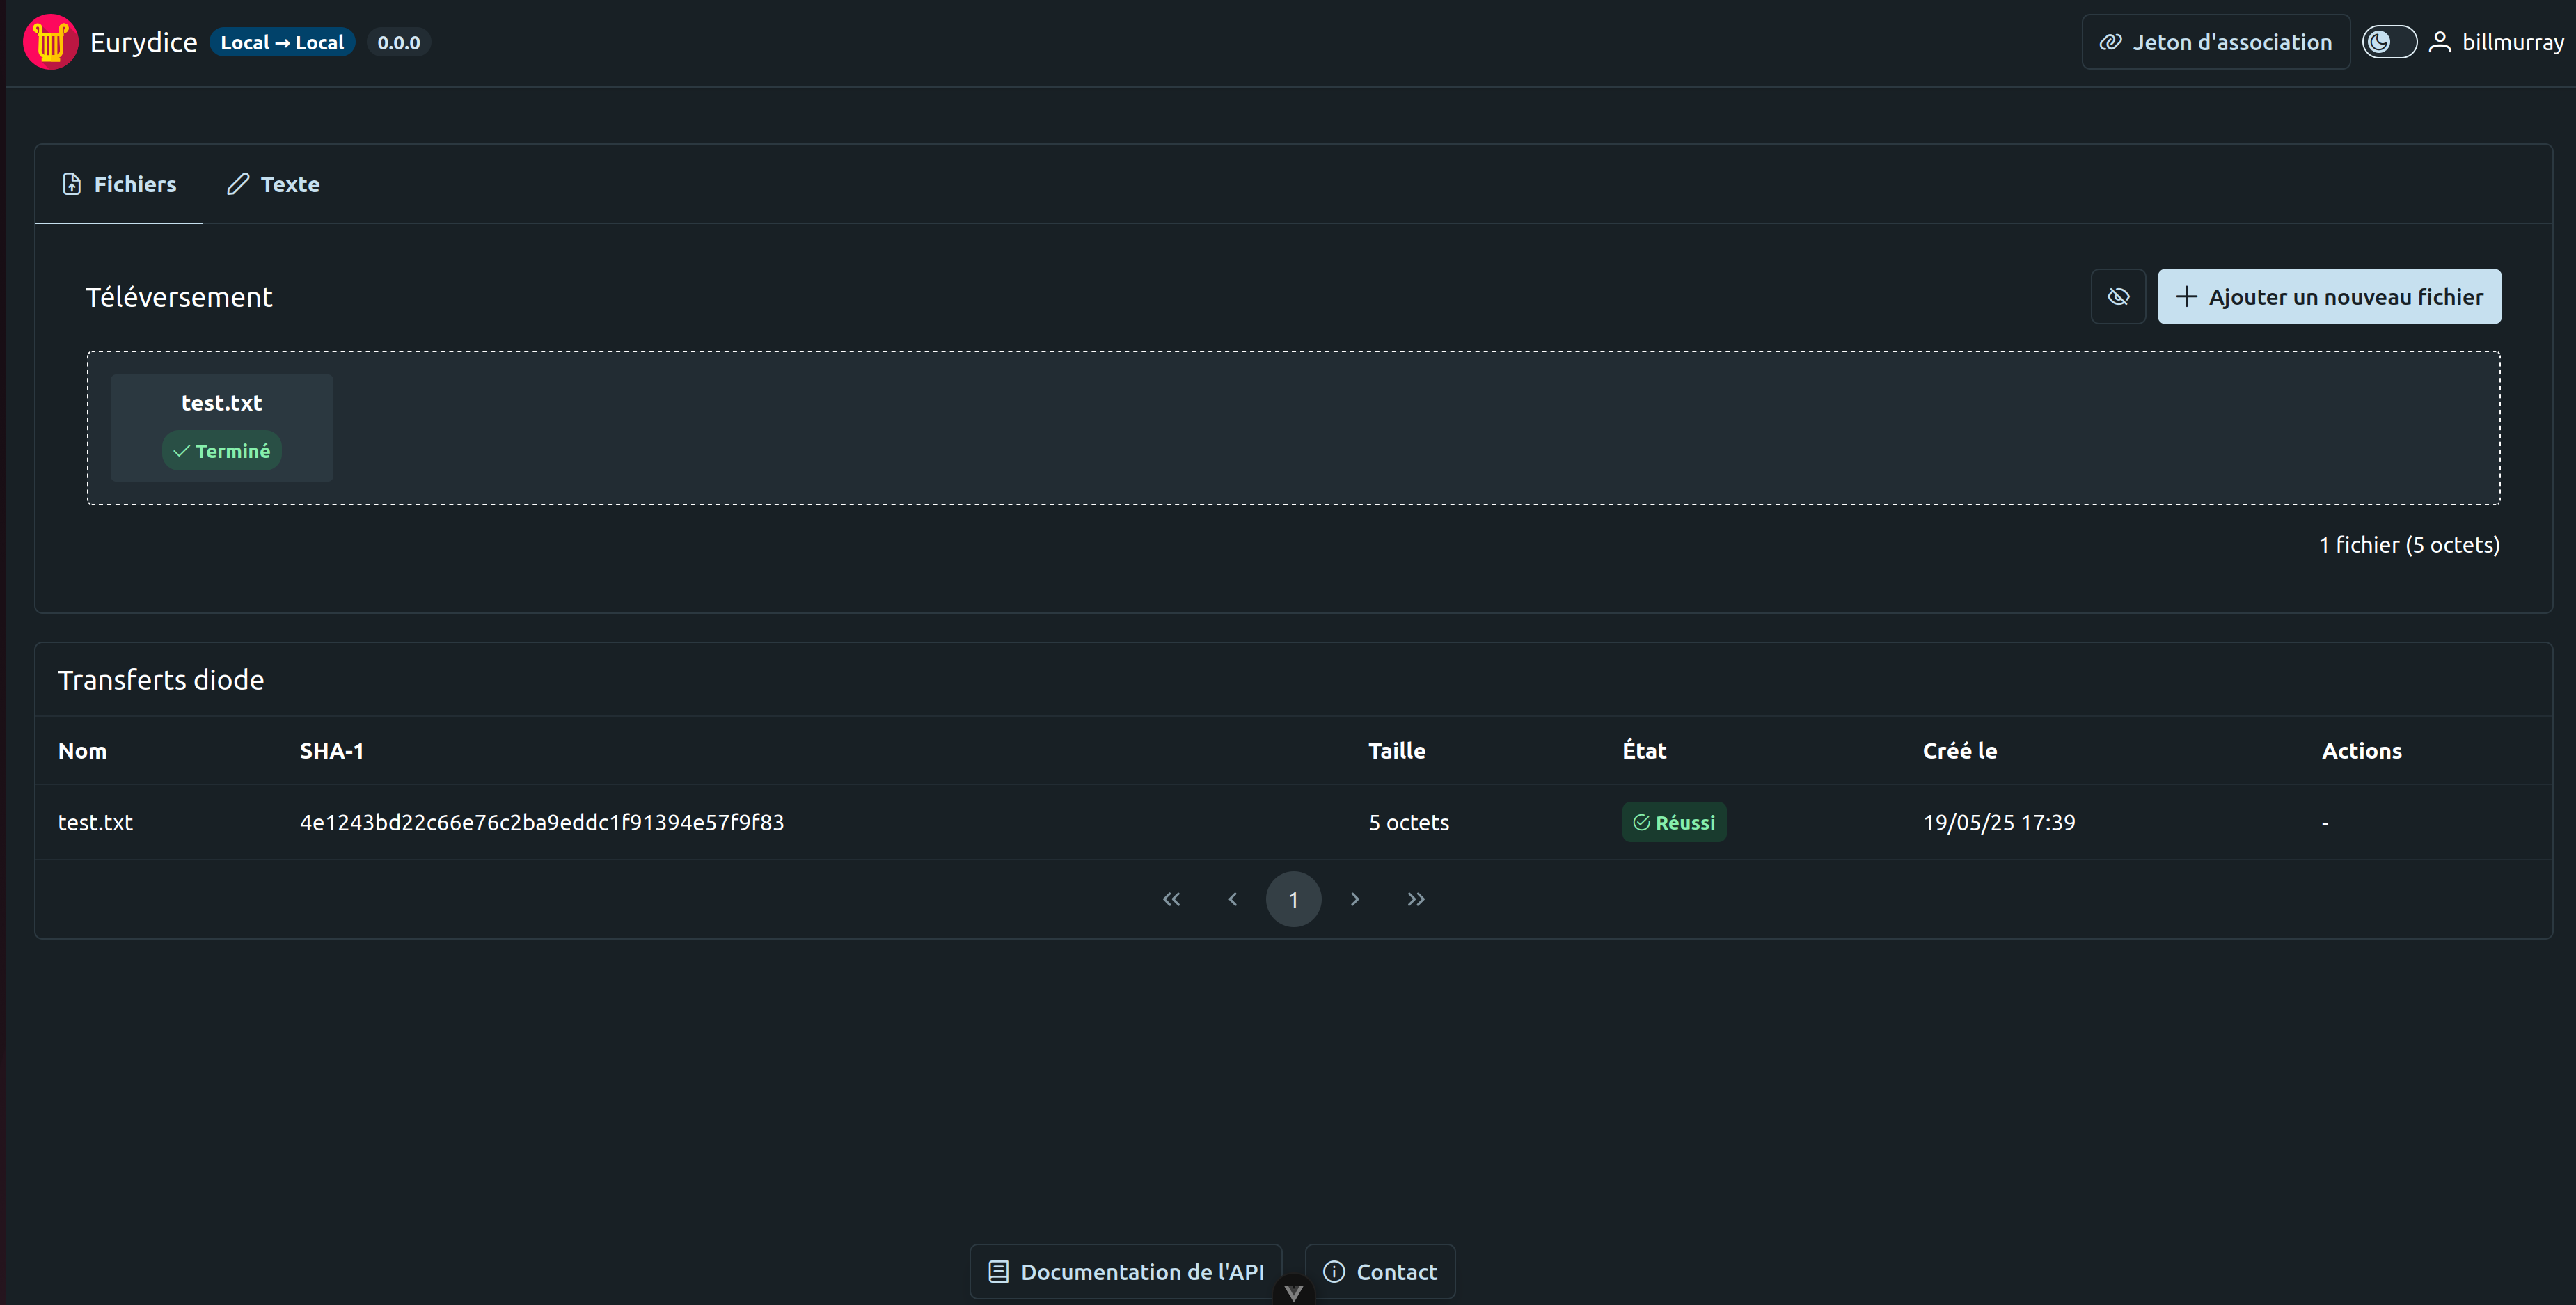 Eurydice Local → Local 0.0.0 Jeton d'association billmurray
Fichiers Texte
Téléversement Ajouter un nouveau fichier
test.txt
Terminé
1 fichier (5 octets)
Transferts diode
Nom SHA-1 Taille État Créé le Actions
test.txt 4e1243bd22c66e76c2ba9eddc1f91394e57f9f83 5 octets Réussi 19/05/25 17:39 -
1
Documentation de l'API Contact